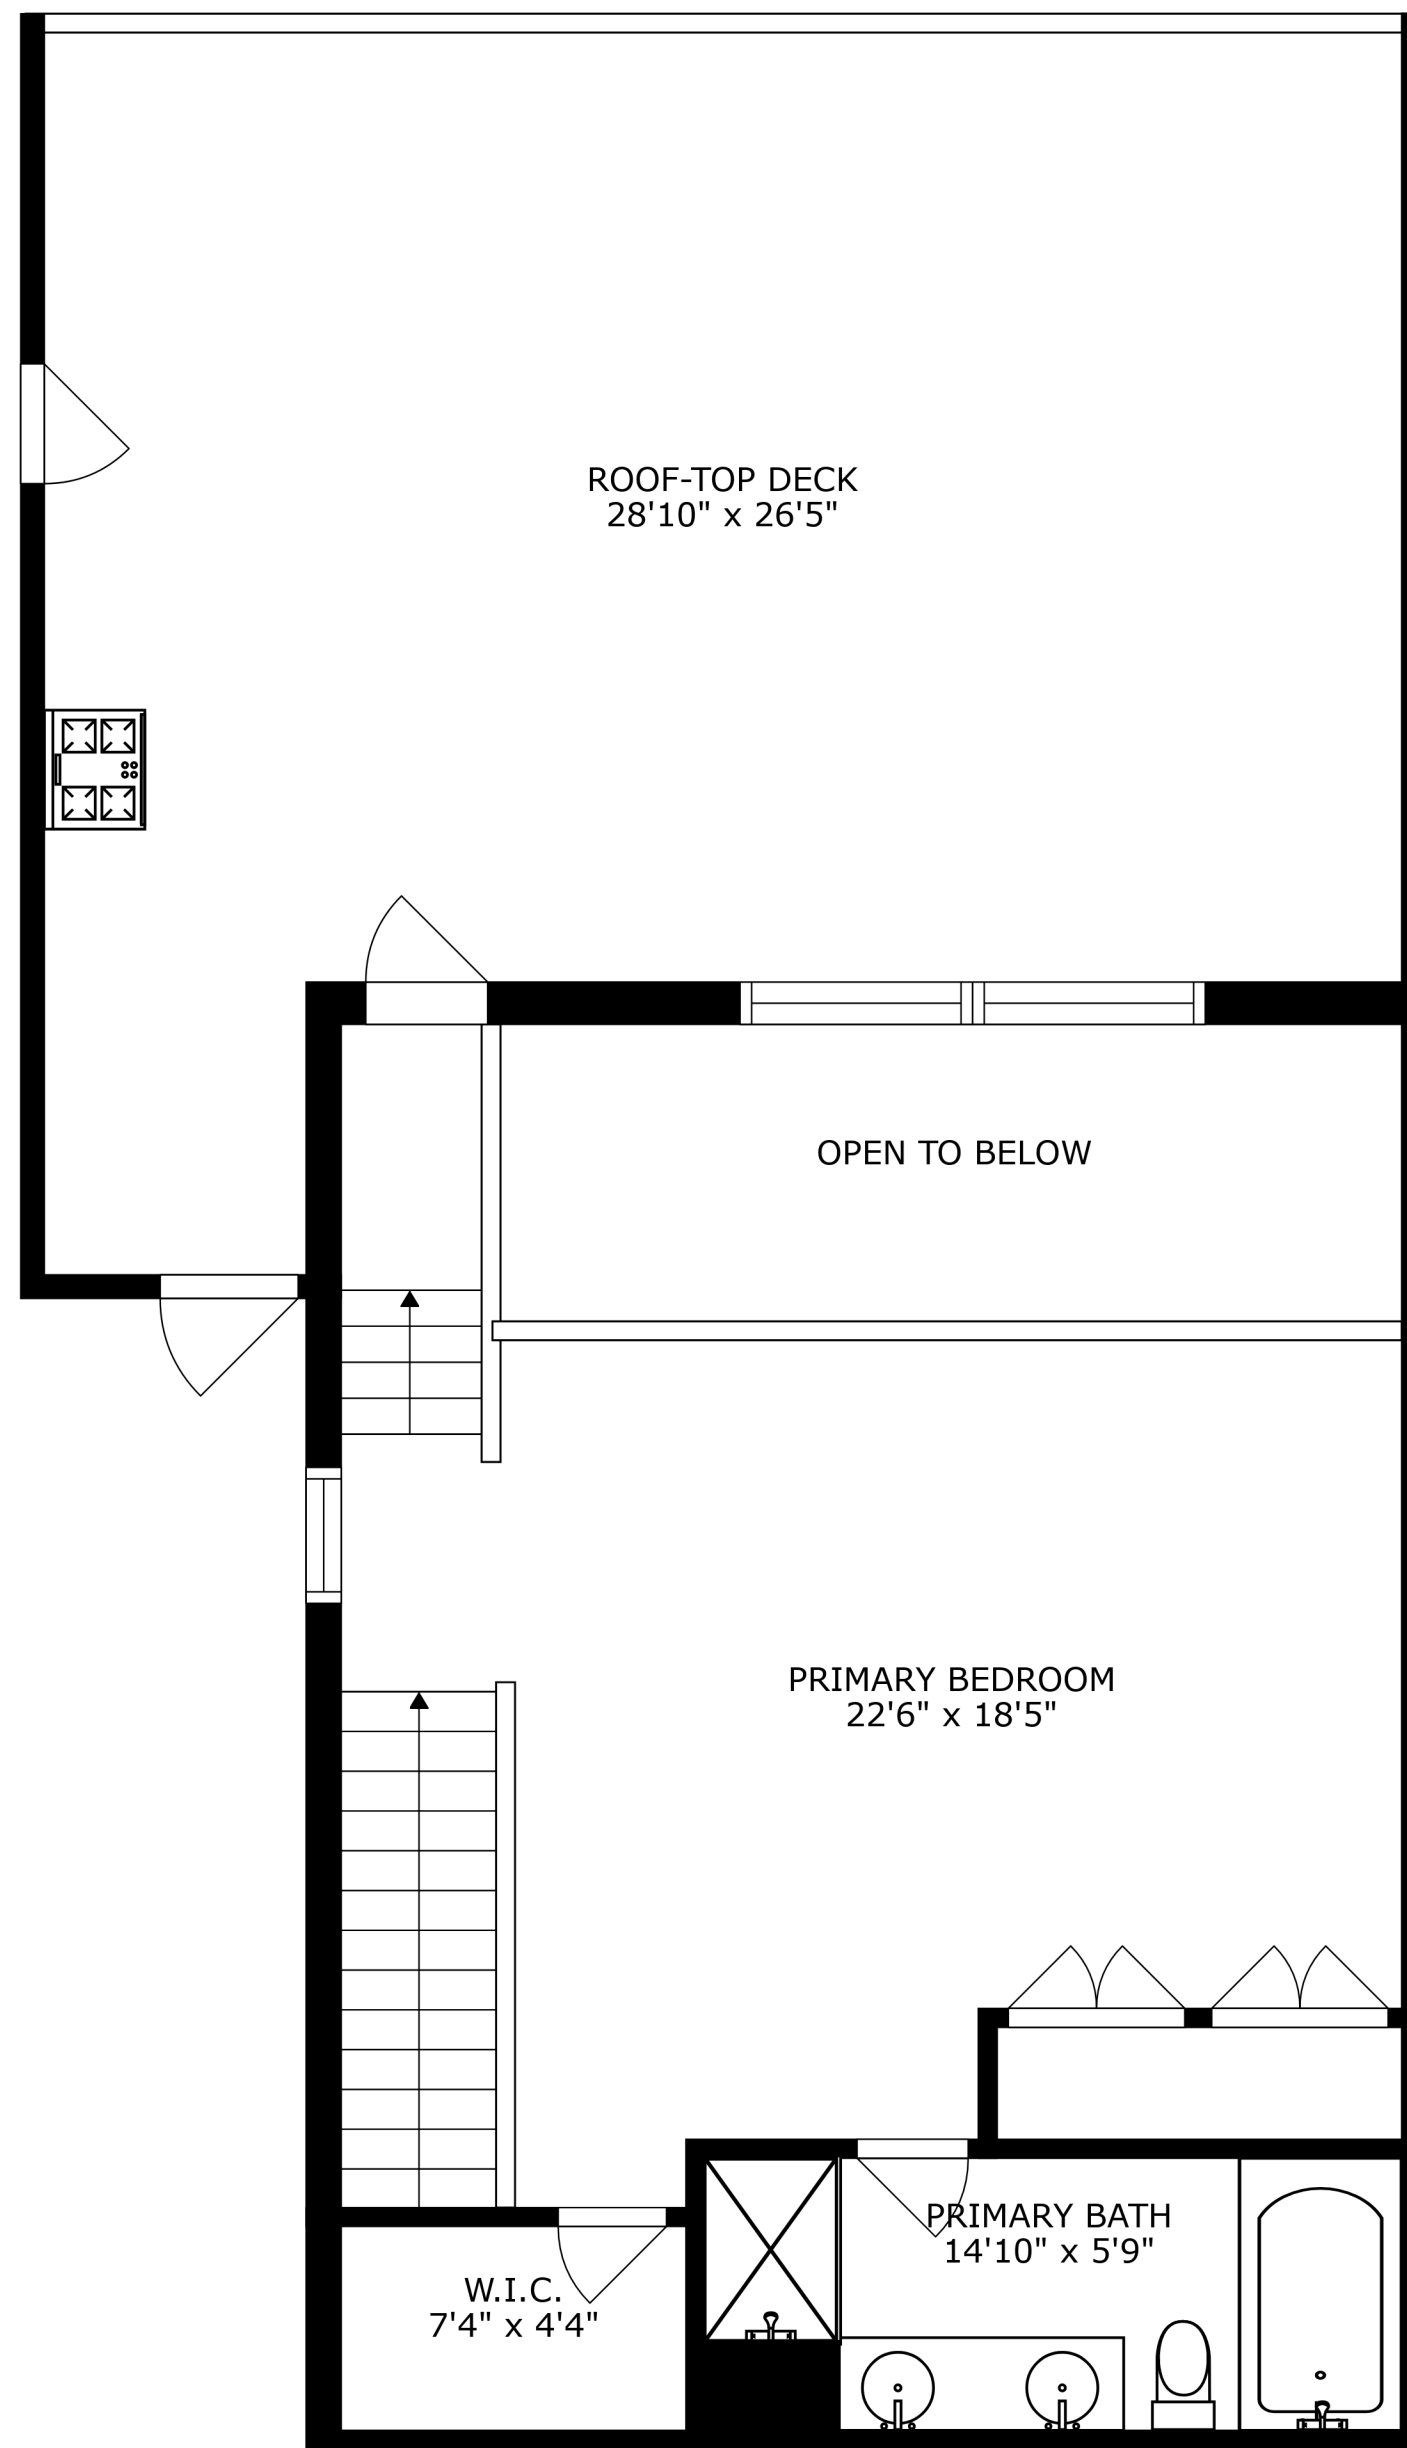 ROOF-TOP DECK
28'10" x 26'5"
OPEN TO BELOW
PRIMARY BEDROOM
22'6" x 18'5"
PRIMARY BATH
14'10" x 5'9"
W.I.C.
7'4" x 4'4"